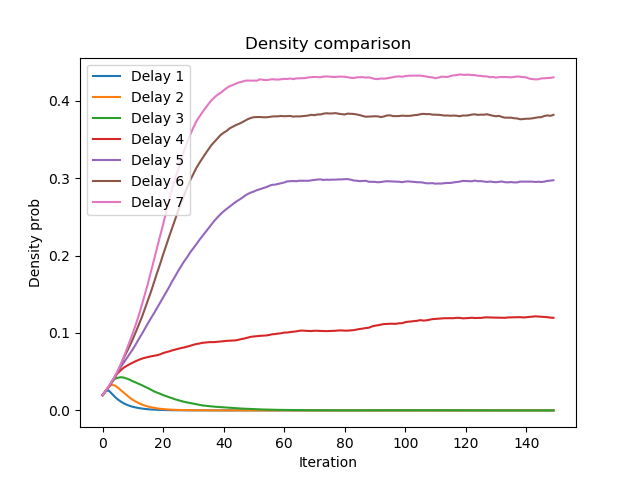 Density comparison
Delay 1
Delay 2
Delay 3
Delay 4
Delay 5
Delay 6
Delay 7
Density prob
0.4
0.3
0.2
0.1
0.0
0 20 40 60 80 100 120 140
Iteration